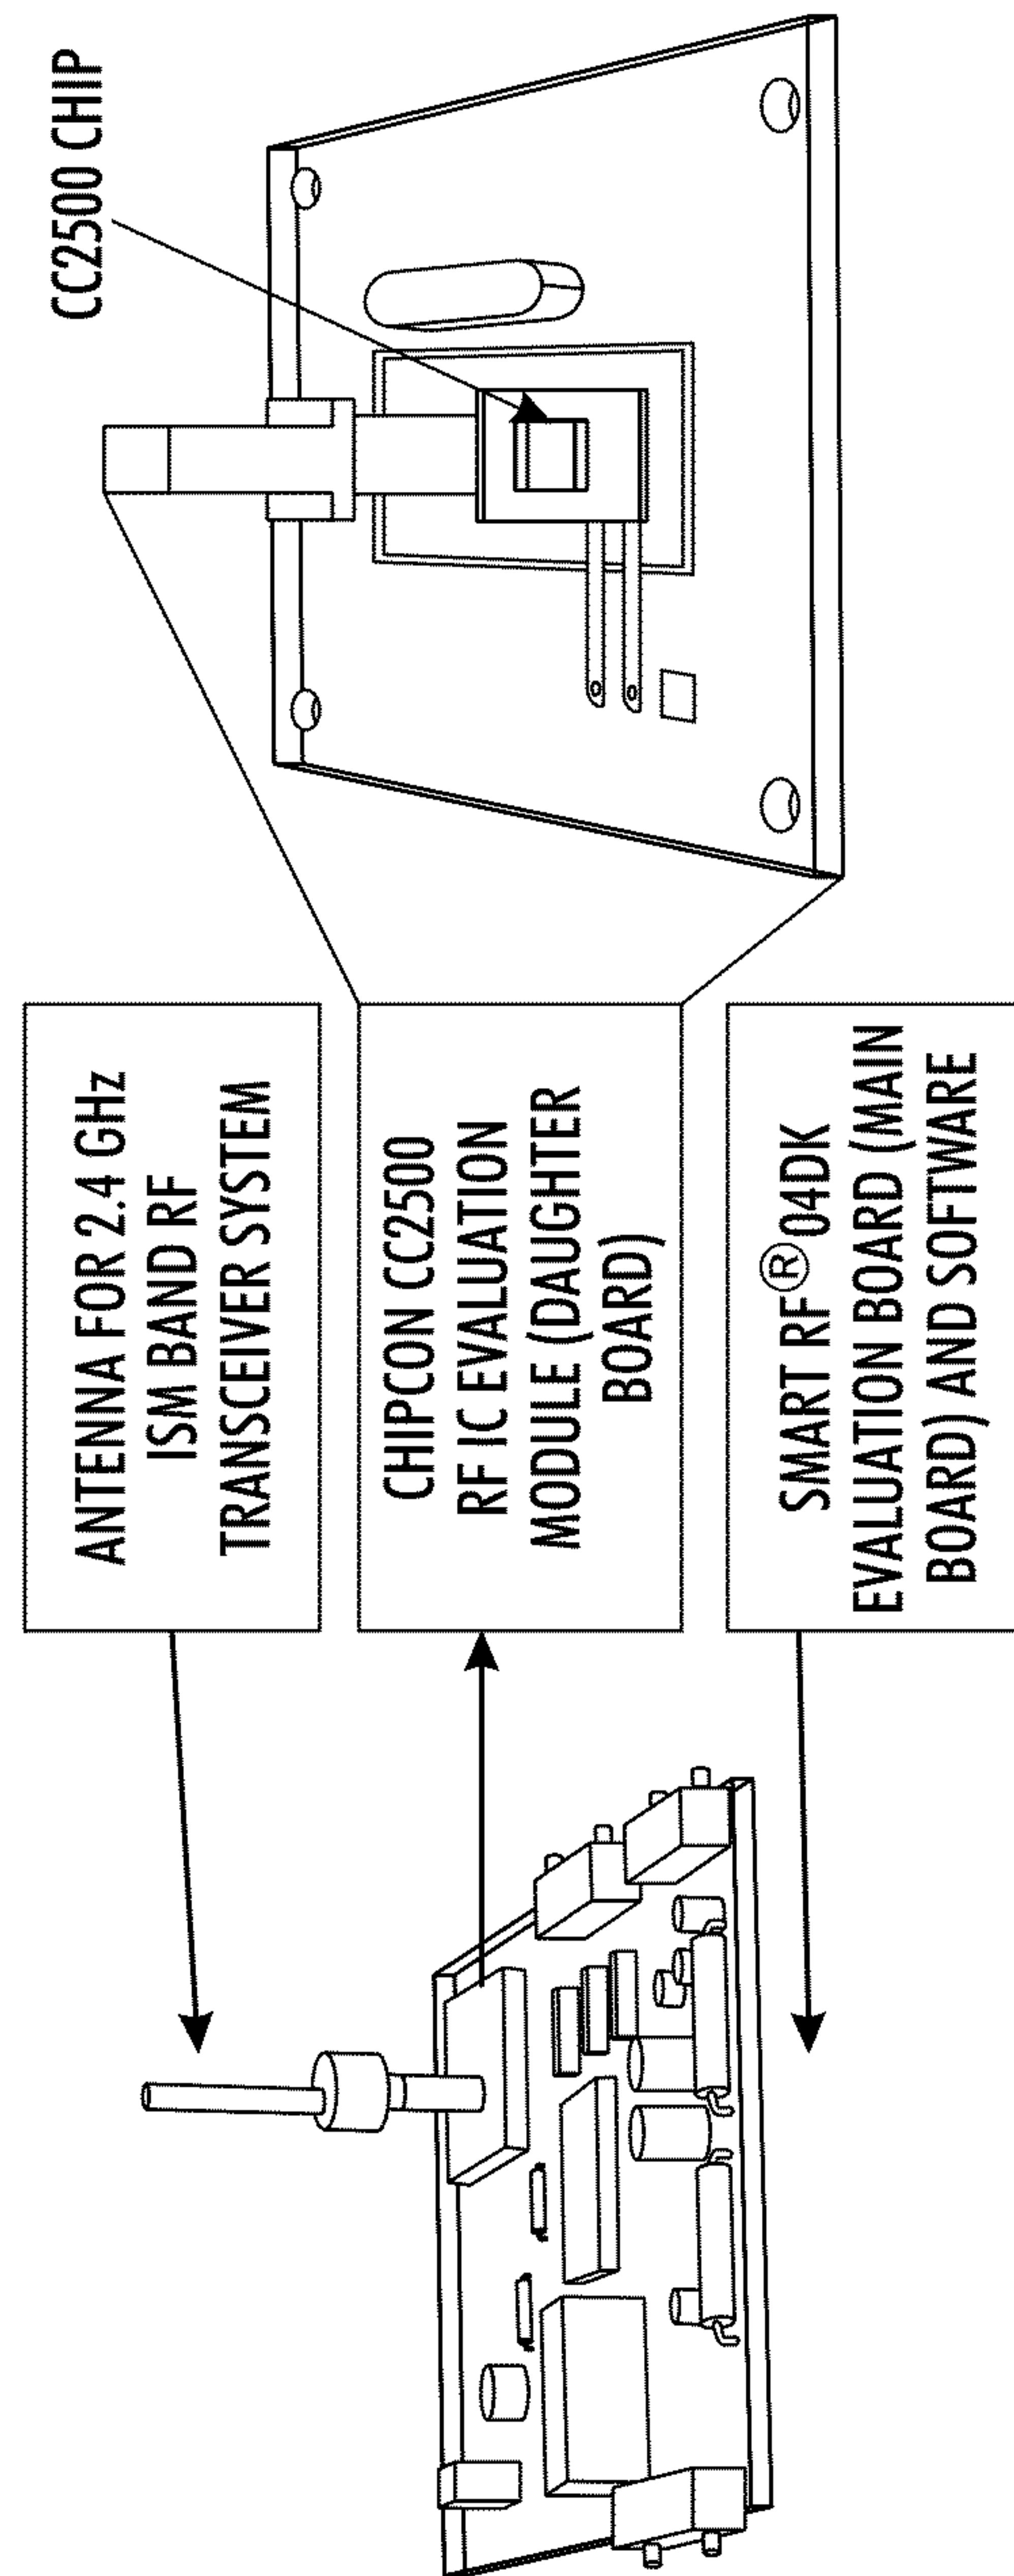 ANTENNA FOR 2.4 GHz
ISM BAND RF
TRANSCEIVER SYSTEM
CHIPCON CC2500
RF IC EVALUATION
MODULE (DAUGHTER
BOARD)
SMART RF® 04DK
EVALUATION BOARD (MAIN
BOARD) AND SOFTWARE
CC2500 CHIP